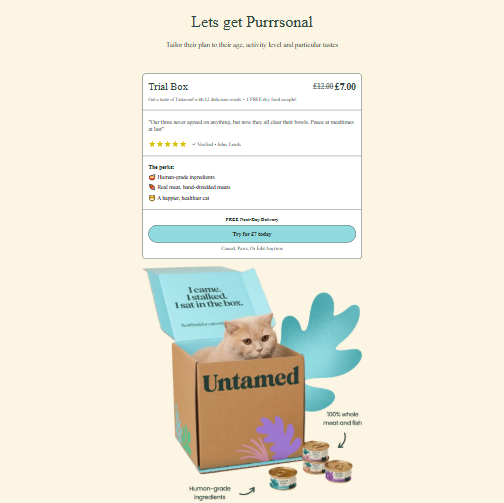 Lets get Purrrsonal
Tailor their plan to their age, activity level and particular tastes
Trial Box £12.00 £7.00
Get a taste of Untamed with 12 delicious meals + 1 FREE dry food sample!
"Our three never agreed on anything, but now they all clear their bowls. Peace at mealtimes
at last"
★★★★★ ✓ Verified • John, Leeds
The perks:
Human-grade ingredients
Real meat, hand-shredded meats
A happier, healthier cat
FREE Next-Day Delivery
Try for £7 today
Cancel, Pause, Or Edit Anytime
I came.
I stalked.
I sat in the box.
Untamed
100% whole
meat and fish
Human-grade
ingredients